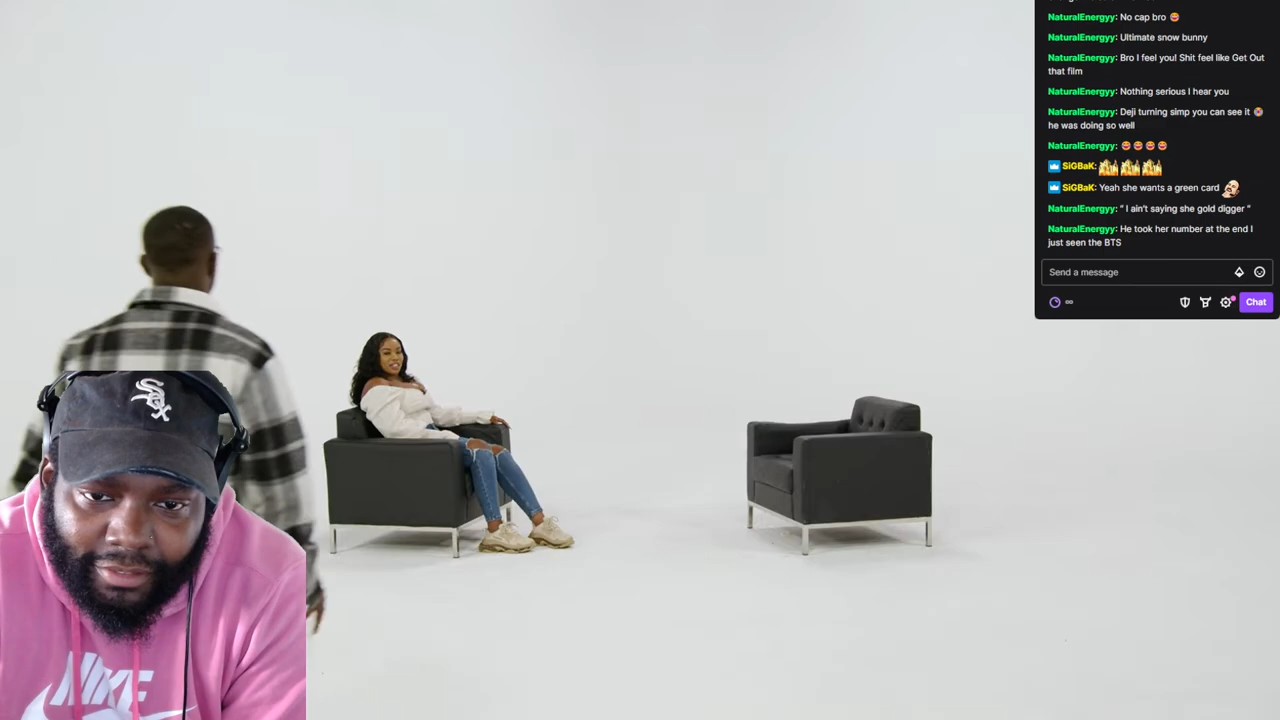 NaturalEnergyy: No cap bro
NaturalEnergyy: Ultimate snow bunny
NaturalEnergyy: Bro I feel you! Shit feel like Get Out
that film
NaturalEnergyy: Nothing serious I hear you
NaturalEnergyy: Deji turning simp you can see it
he was doing so well
NaturalEnergyy:
SiGBaK:
SiGBaK: Yeah she wants a green card
NaturalEnergyy: “ I ain't saying she gold digger “
NaturalEnergyy: He took her number at the end I
just seen the BTS
Send a message
Chat
SOX
NIKE